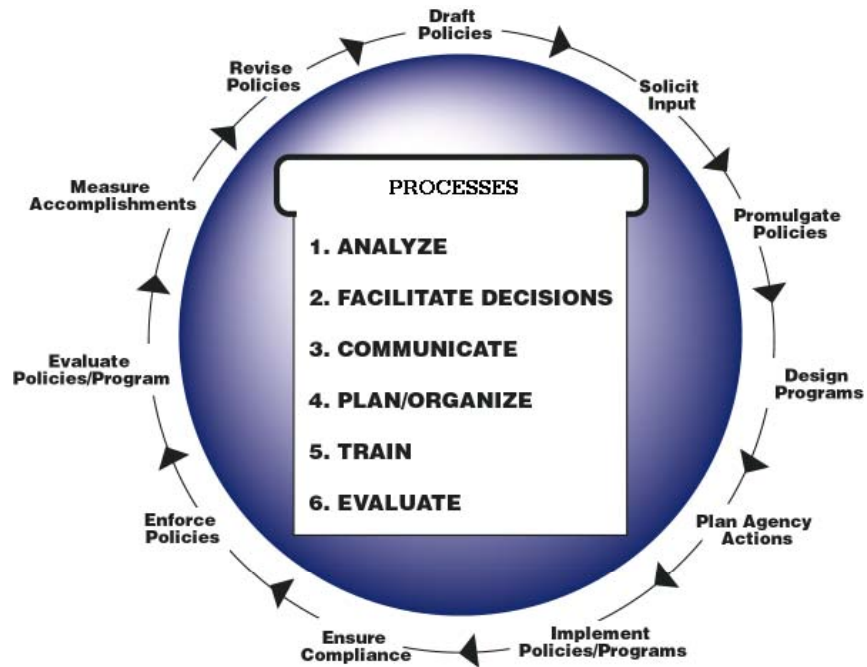 Draft
Policies
Solicit
Input
Promulgate
Policies
Design
Programs
Plan Agency
Actions
Implement
Policies/Programs
Ensure
Compliance
Enforce
Policies
Evaluate
Policies/Program
Measure
Accomplishments
Revise
Policies
PROCESSES
1. ANALYZE
2. FACILITATE DECISIONS
3. COMMUNICATE
4. PLAN/ORGANIZE
5. TRAIN
6. EVALUATE